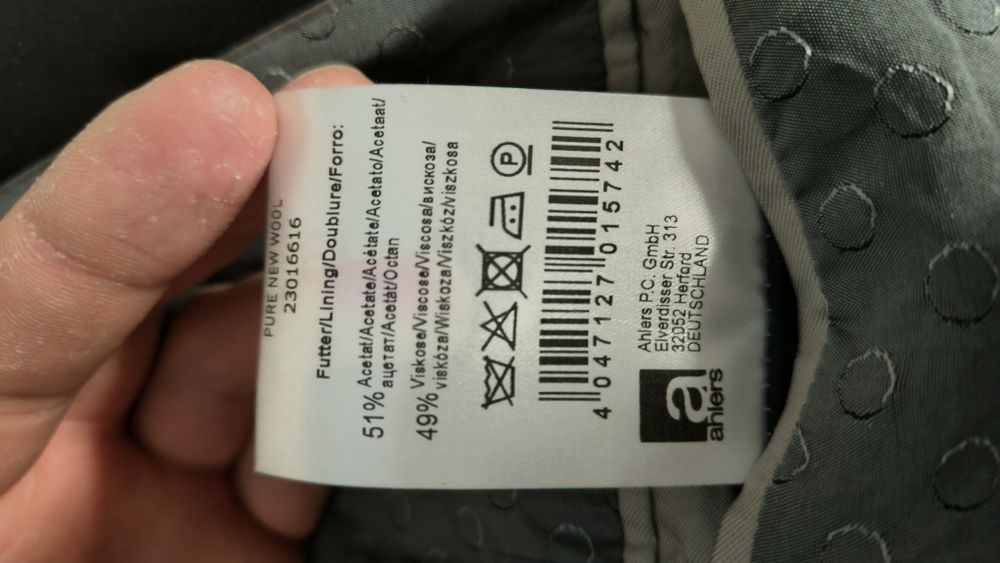 PURE NEW WOOL
23016616
Futter/Lining/Doublure/Forro:
51% Acetat/Acetate/Acétate/Acetato/Acetaat/
ацетат/Acetát/Octan
49% Viskose/Viscose/Viscosa/вискоза/
viskóza/Wiskoza/Viszkóz/viszkosa
P
4 047127 015742
Ahlers P.C. GmbH
Elverdisser Str. 313
32052 Herford
DEUTSCHLAND
a
ahlers